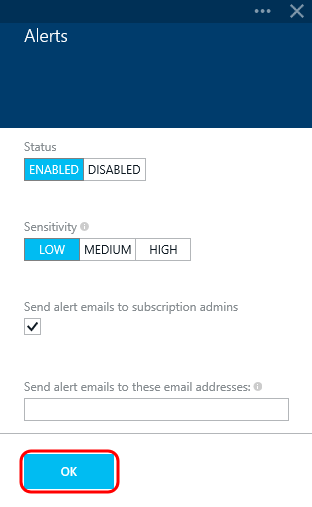 Alerts
Status
ENABLED DISABLED
Sensitivity
LOW MEDIUM HIGH
Send alert emails to subscription admins
Send alert emails to these email addresses:
OK